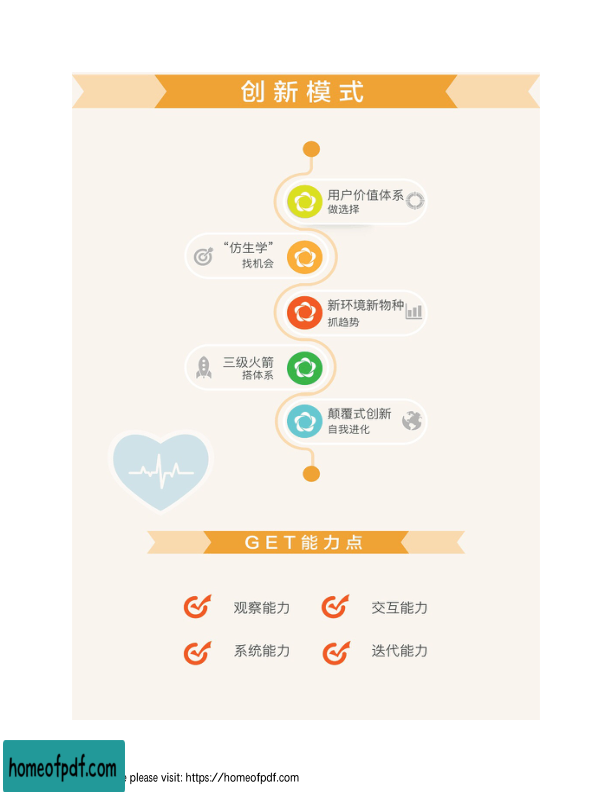 创新模式
用户价值体系
做选择
“仿生学”
找机会
新环境新物种
抓趋势
三级火箭
搭体系
颠覆式创新
自我进化
GET能力点
观察能力
交互能力
系统能力
迭代能力
homeofpdf.com
please visit: https://homeofpdf.com